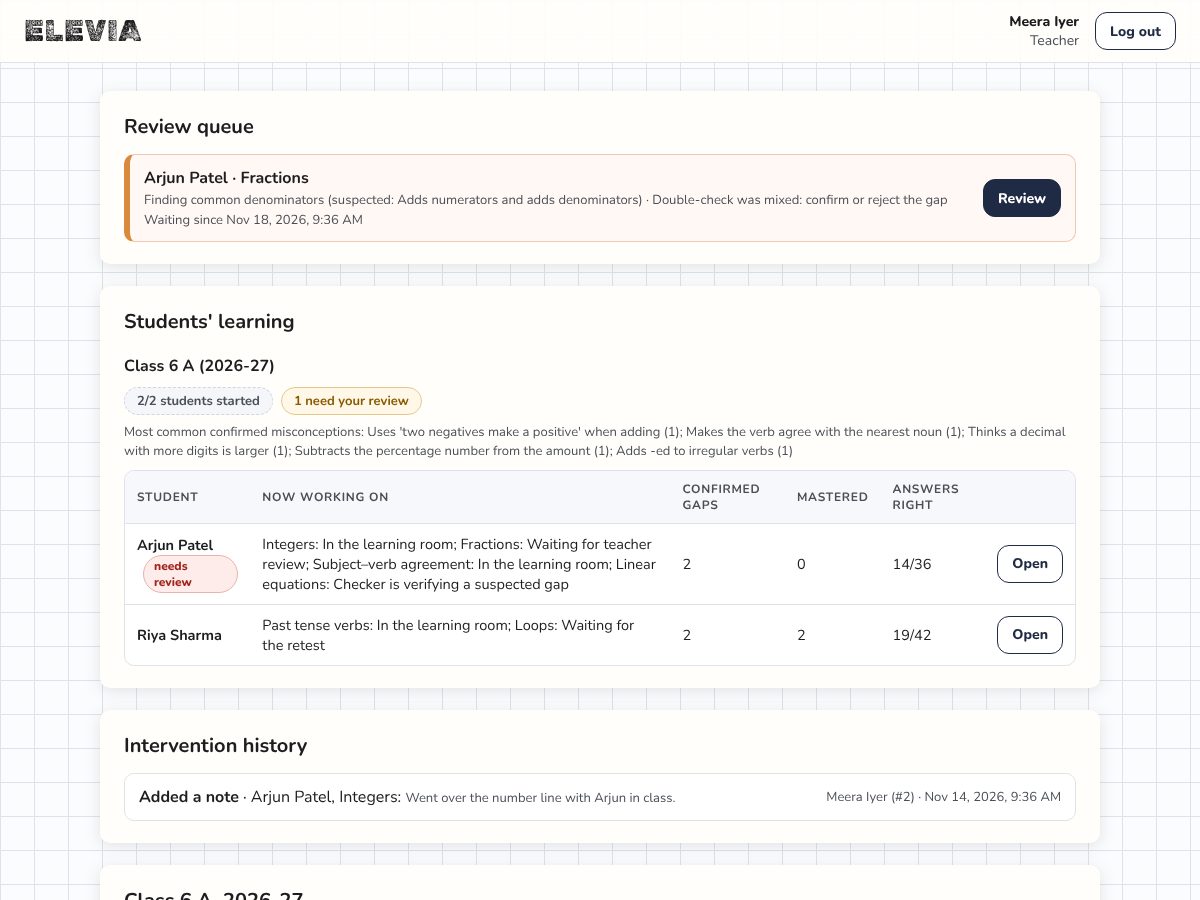 ELEVIA
Meera Iyer
Teacher
Log out
Review queue
Arjun Patel · Fractions
Finding common denominators (suspected: Adds numerators and adds denominators) · Double-check was mixed: confirm or reject the gap
Waiting since Nov 18, 2026, 9:36 AM
Review
Students' learning
Class 6 A (2026-27)
2/2 students started
1 need your review
Most common confirmed misconceptions: Uses 'two negatives make a positive' when adding (1); Makes the verb agree with the nearest noun (1); Thinks a decimal
with more digits is larger (1); Subtracts the percentage number from the amount (1); Adds -ed to irregular verbs (1)
STUDENT NOW WORKING ON CONFIRMED GAPS MASTERED ANSWERS RIGHT
Arjun Patel
needs
review
Integers: In the learning room; Fractions: Waiting for teacher
review; Subject–verb agreement: In the learning room; Linear
equations: Checker is verifying a suspected gap
2 0 14/36 Open
Riya Sharma
Past tense verbs: In the learning room; Loops: Waiting for
the retest
2 2 19/42 Open
Intervention history
Added a note · Arjun Patel, Integers: Went over the number line with Arjun in class.
Meera Iyer (#2) · Nov 14, 2026, 9:36 AM
Class 6 A, 2026-27